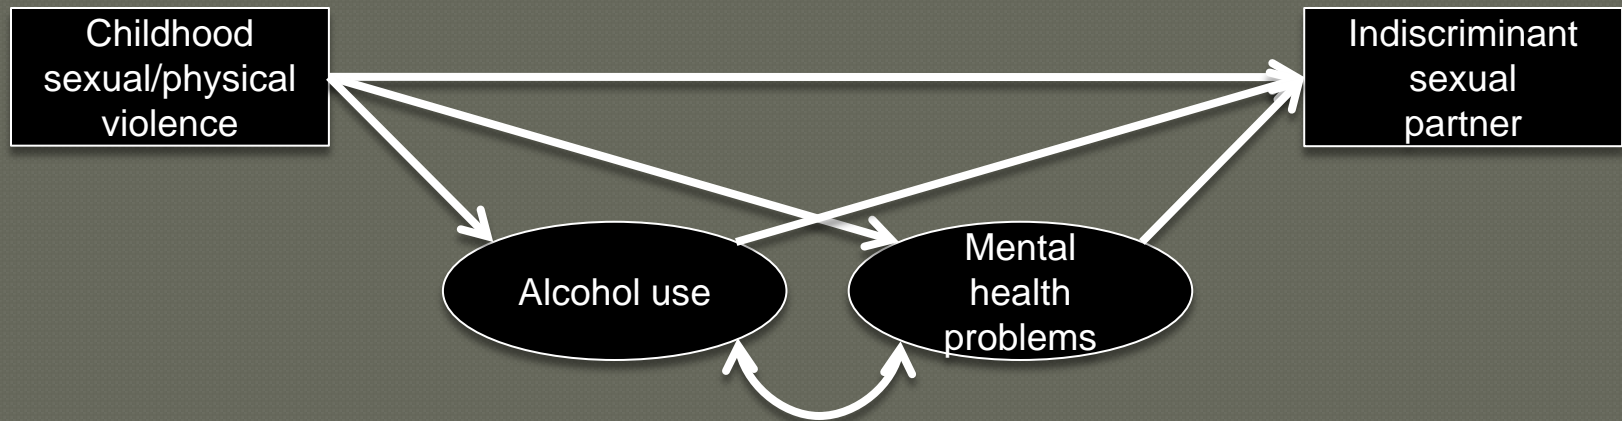 Childhood
sexual/physical
violence
Indiscriminant
sexual
partner
Alcohol use
Mental
health
problems